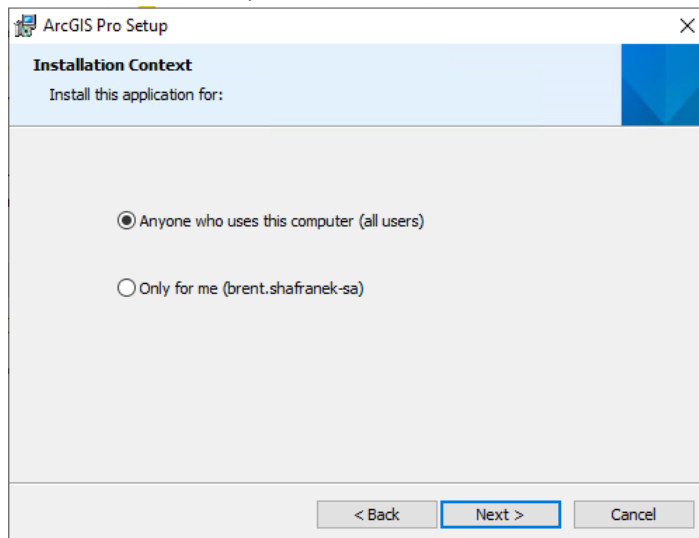 ArcGIS Pro Setup
Installation Context
Install this application for:
Anyone who uses this computer (all users)
Only for me (brent.shafranek-sa)
< Back Next > Cancel